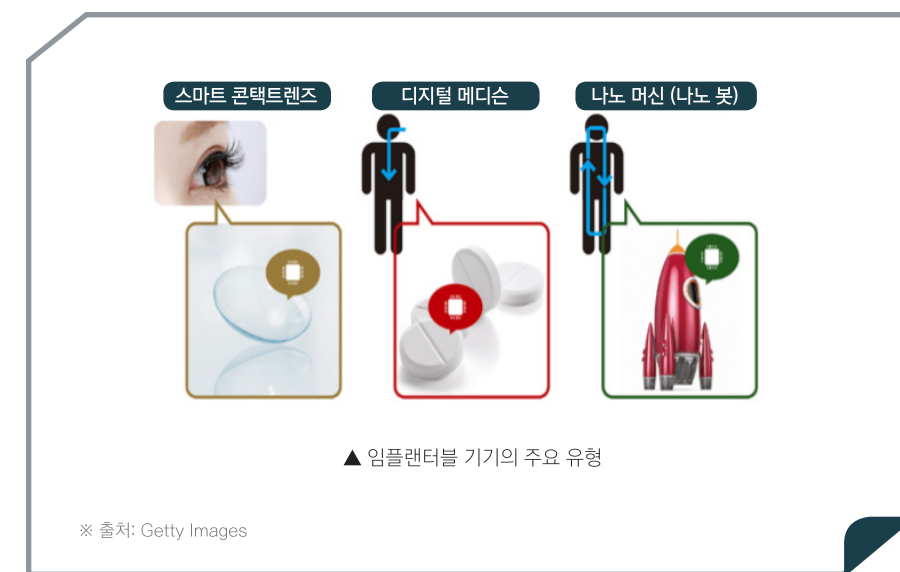 스마트 콘택트렌즈
디지털 메디슨
나노 머신 (나노 봇)
▲ 임플랜터블 기기의 주요 유형
※ 출처: Getty Images